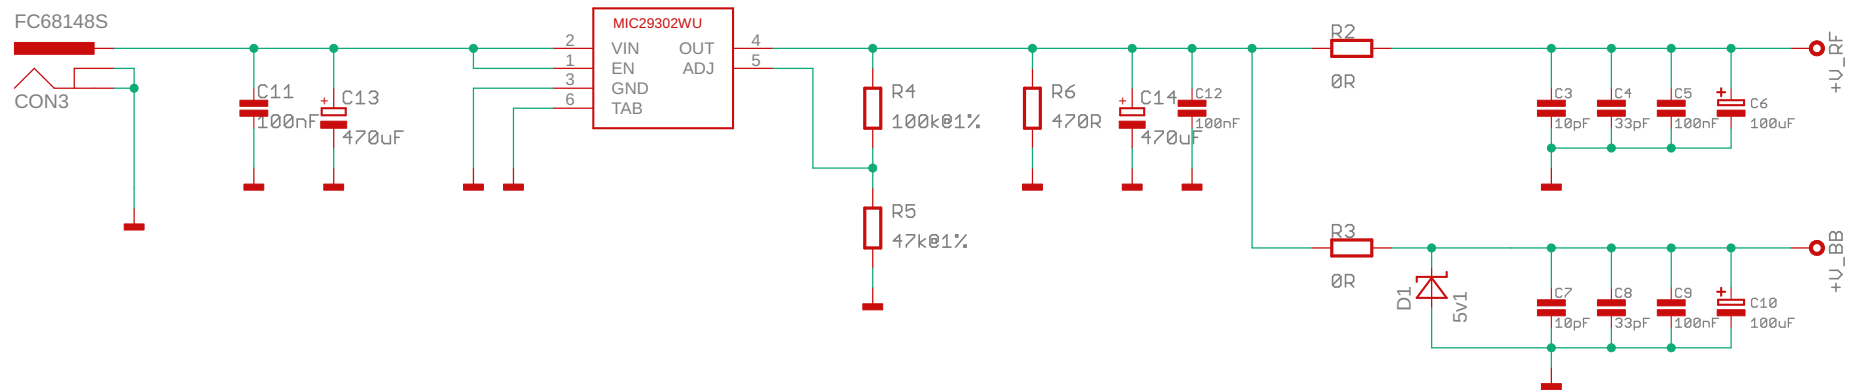 FC68148S
CON3
C11
100nF
C13
470uF
MIC29302WU
2
VIN
1
EN
3
GND
6
TAB
OUT
4
ADJ
5
R4
100k@1%
R5
47k@1%
R6
470R
C14
470uF
C12
100nF
R2
0R
C3
10pF
C4
33pF
C5
100nF
+
C6
100uF
+V_RF
R3
0R
D1
5v1
C7
10pF
C8
33pF
C9
100nF
+
C10
100uF
+V_BB